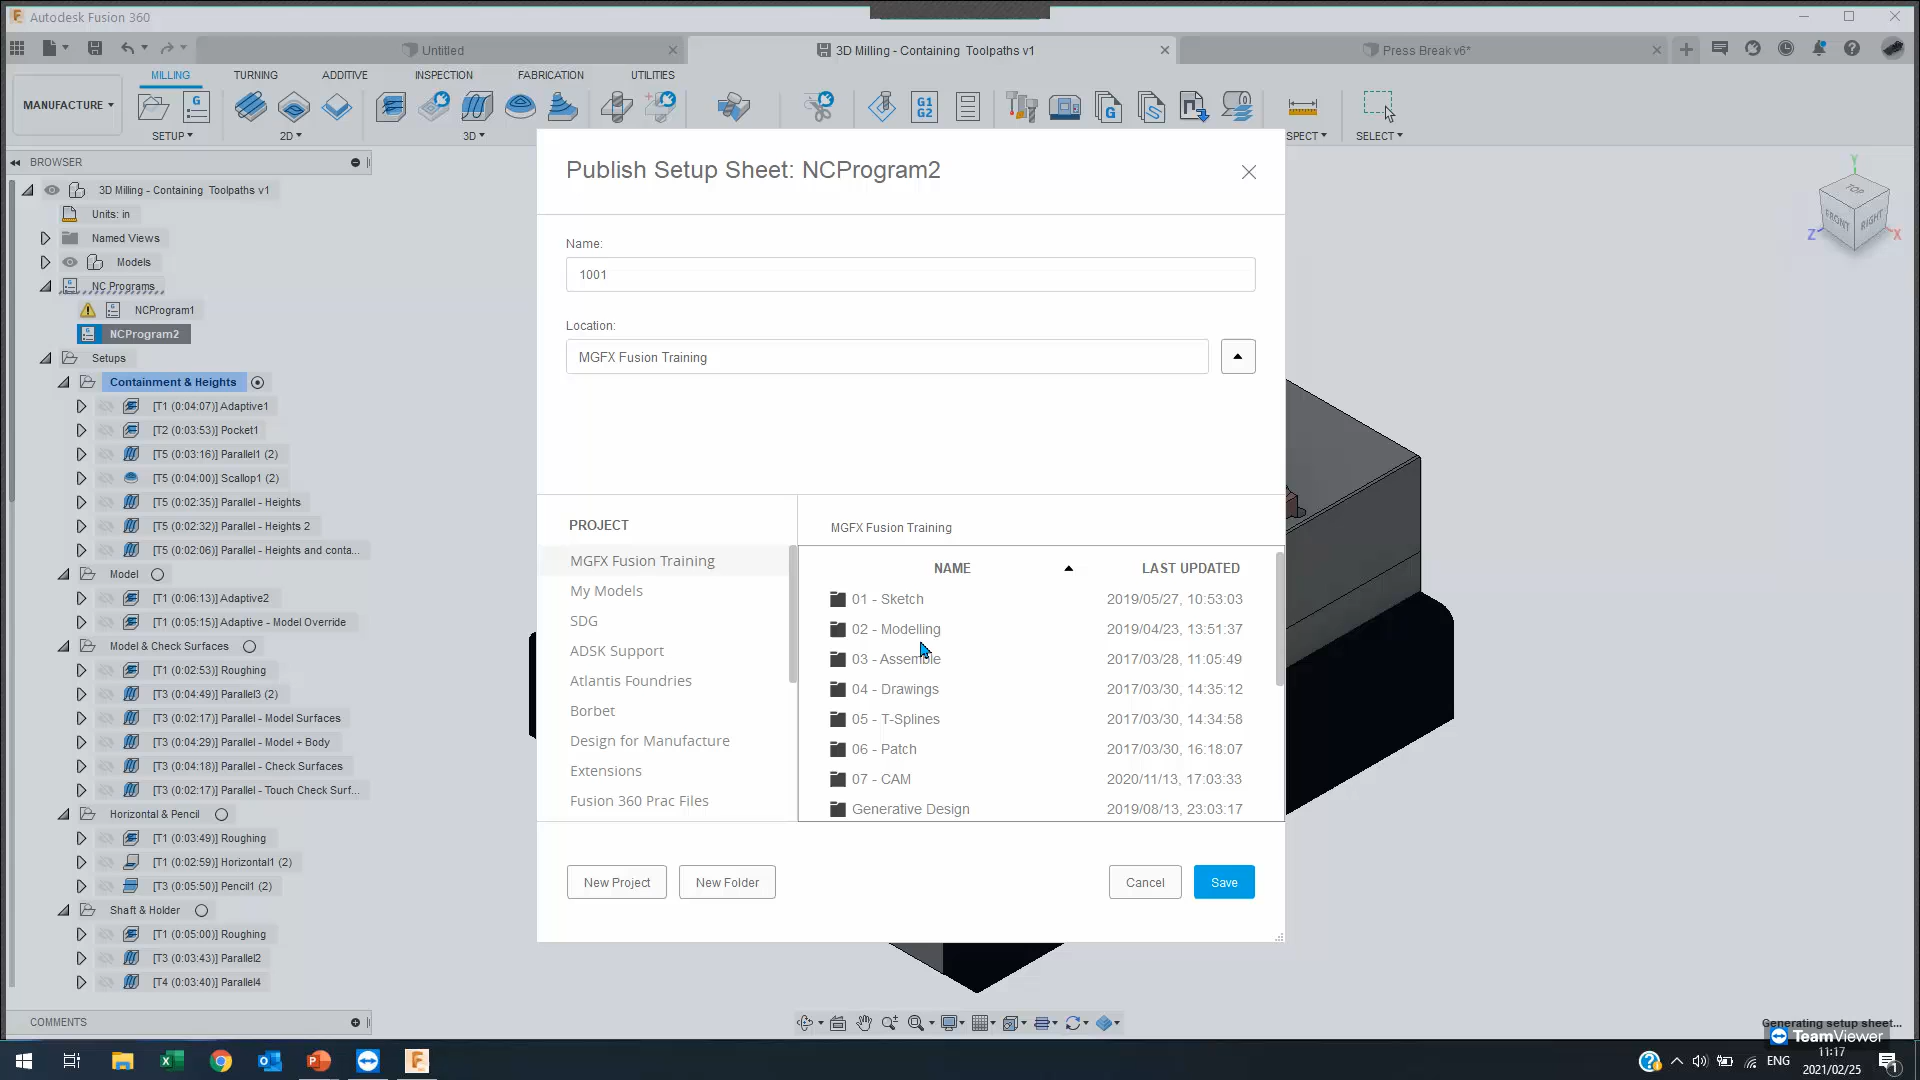 Autodesk Fusion 360
Untitled
3D Milling - Containing Toolpaths v1
Press Break v6*
MILLING
TURNING
ADDITIVE
INSPECTION
FABRICATION
UTILITIES
MANUFACTURE
SETUP
2D
3D
G1
G2
SPECT
SELECT
BROWSER
3D Milling - Containing Toolpaths v1
Units: in
Named Views
Models
NC Programs
NCProgram1
NCProgram2
Setups
Containment & Heights
[T1 (0:04:07)] Adaptive1
[T2 (0:03:53)] Pocket1
[T5 (0:03:16)] Parallel1 (2)
[T5 (0:04:00)] Scallop1 (2)
[T5 (0:02:35)] Parallel - Heights
[T5 (0:02:32)] Parallel - Heights 2
[T5 (0:02:06)] Parallel - Heights and conta...
Model
[T1 (0:06:13)] Adaptive2
[T1 (0:05:15)] Adaptive - Model Override
Model & Check Surfaces
[T1 (0:02:53)] Roughing
[T3 (0:04:49)] Parallel3 (2)
[T3 (0:02:17)] Parallel - Model Surfaces
[T3 (0:04:29)] Parallel - Model + Body
[T3 (0:04:18)] Parallel - Check Surfaces
[T3 (0:02:17)] Parallel - Touch Check Surf...
Horizontal & Pencil
[T1 (0:03:49)] Roughing
[T1 (0:02:59)] Horizontal1 (2)
[T3 (0:05:50)] Pencil1 (2)
Shaft & Holder
[T1 (0:05:00)] Roughing
[T3 (0:03:43)] Parallel2
[T4 (0:03:40)] Parallel4
COMMENTS
Publish Setup Sheet: NCProgram2
Name:
1001
Location:
MGFX Fusion Training
PROJECT
MGFX Fusion Training
My Models
SDG
ADSK Support
Atlantis Foundries
Borbet
Design for Manufacture
Extensions
Fusion 360 Prac Files
MGFX Fusion Training
NAME LAST UPDATED
01 - Sketch 2019/05/27, 10:53:03
02 - Modelling 2019/04/23, 13:51:37
03 - Assemble 2017/03/28, 11:05:49
04 - Drawings 2017/03/30, 14:35:12
05 - T-Splines 2017/03/30, 14:34:58
06 - Patch 2017/03/30, 16:18:07
07 - CAM 2020/11/13, 17:03:33
Generative Design 2019/08/13, 23:03:17
New Project
New Folder
Cancel
Save
Y
TOP
FRONT
RIGHT
Z
X
Generating setup sheet...
TeamViewer
ENG
11:17
2021/02/25
1